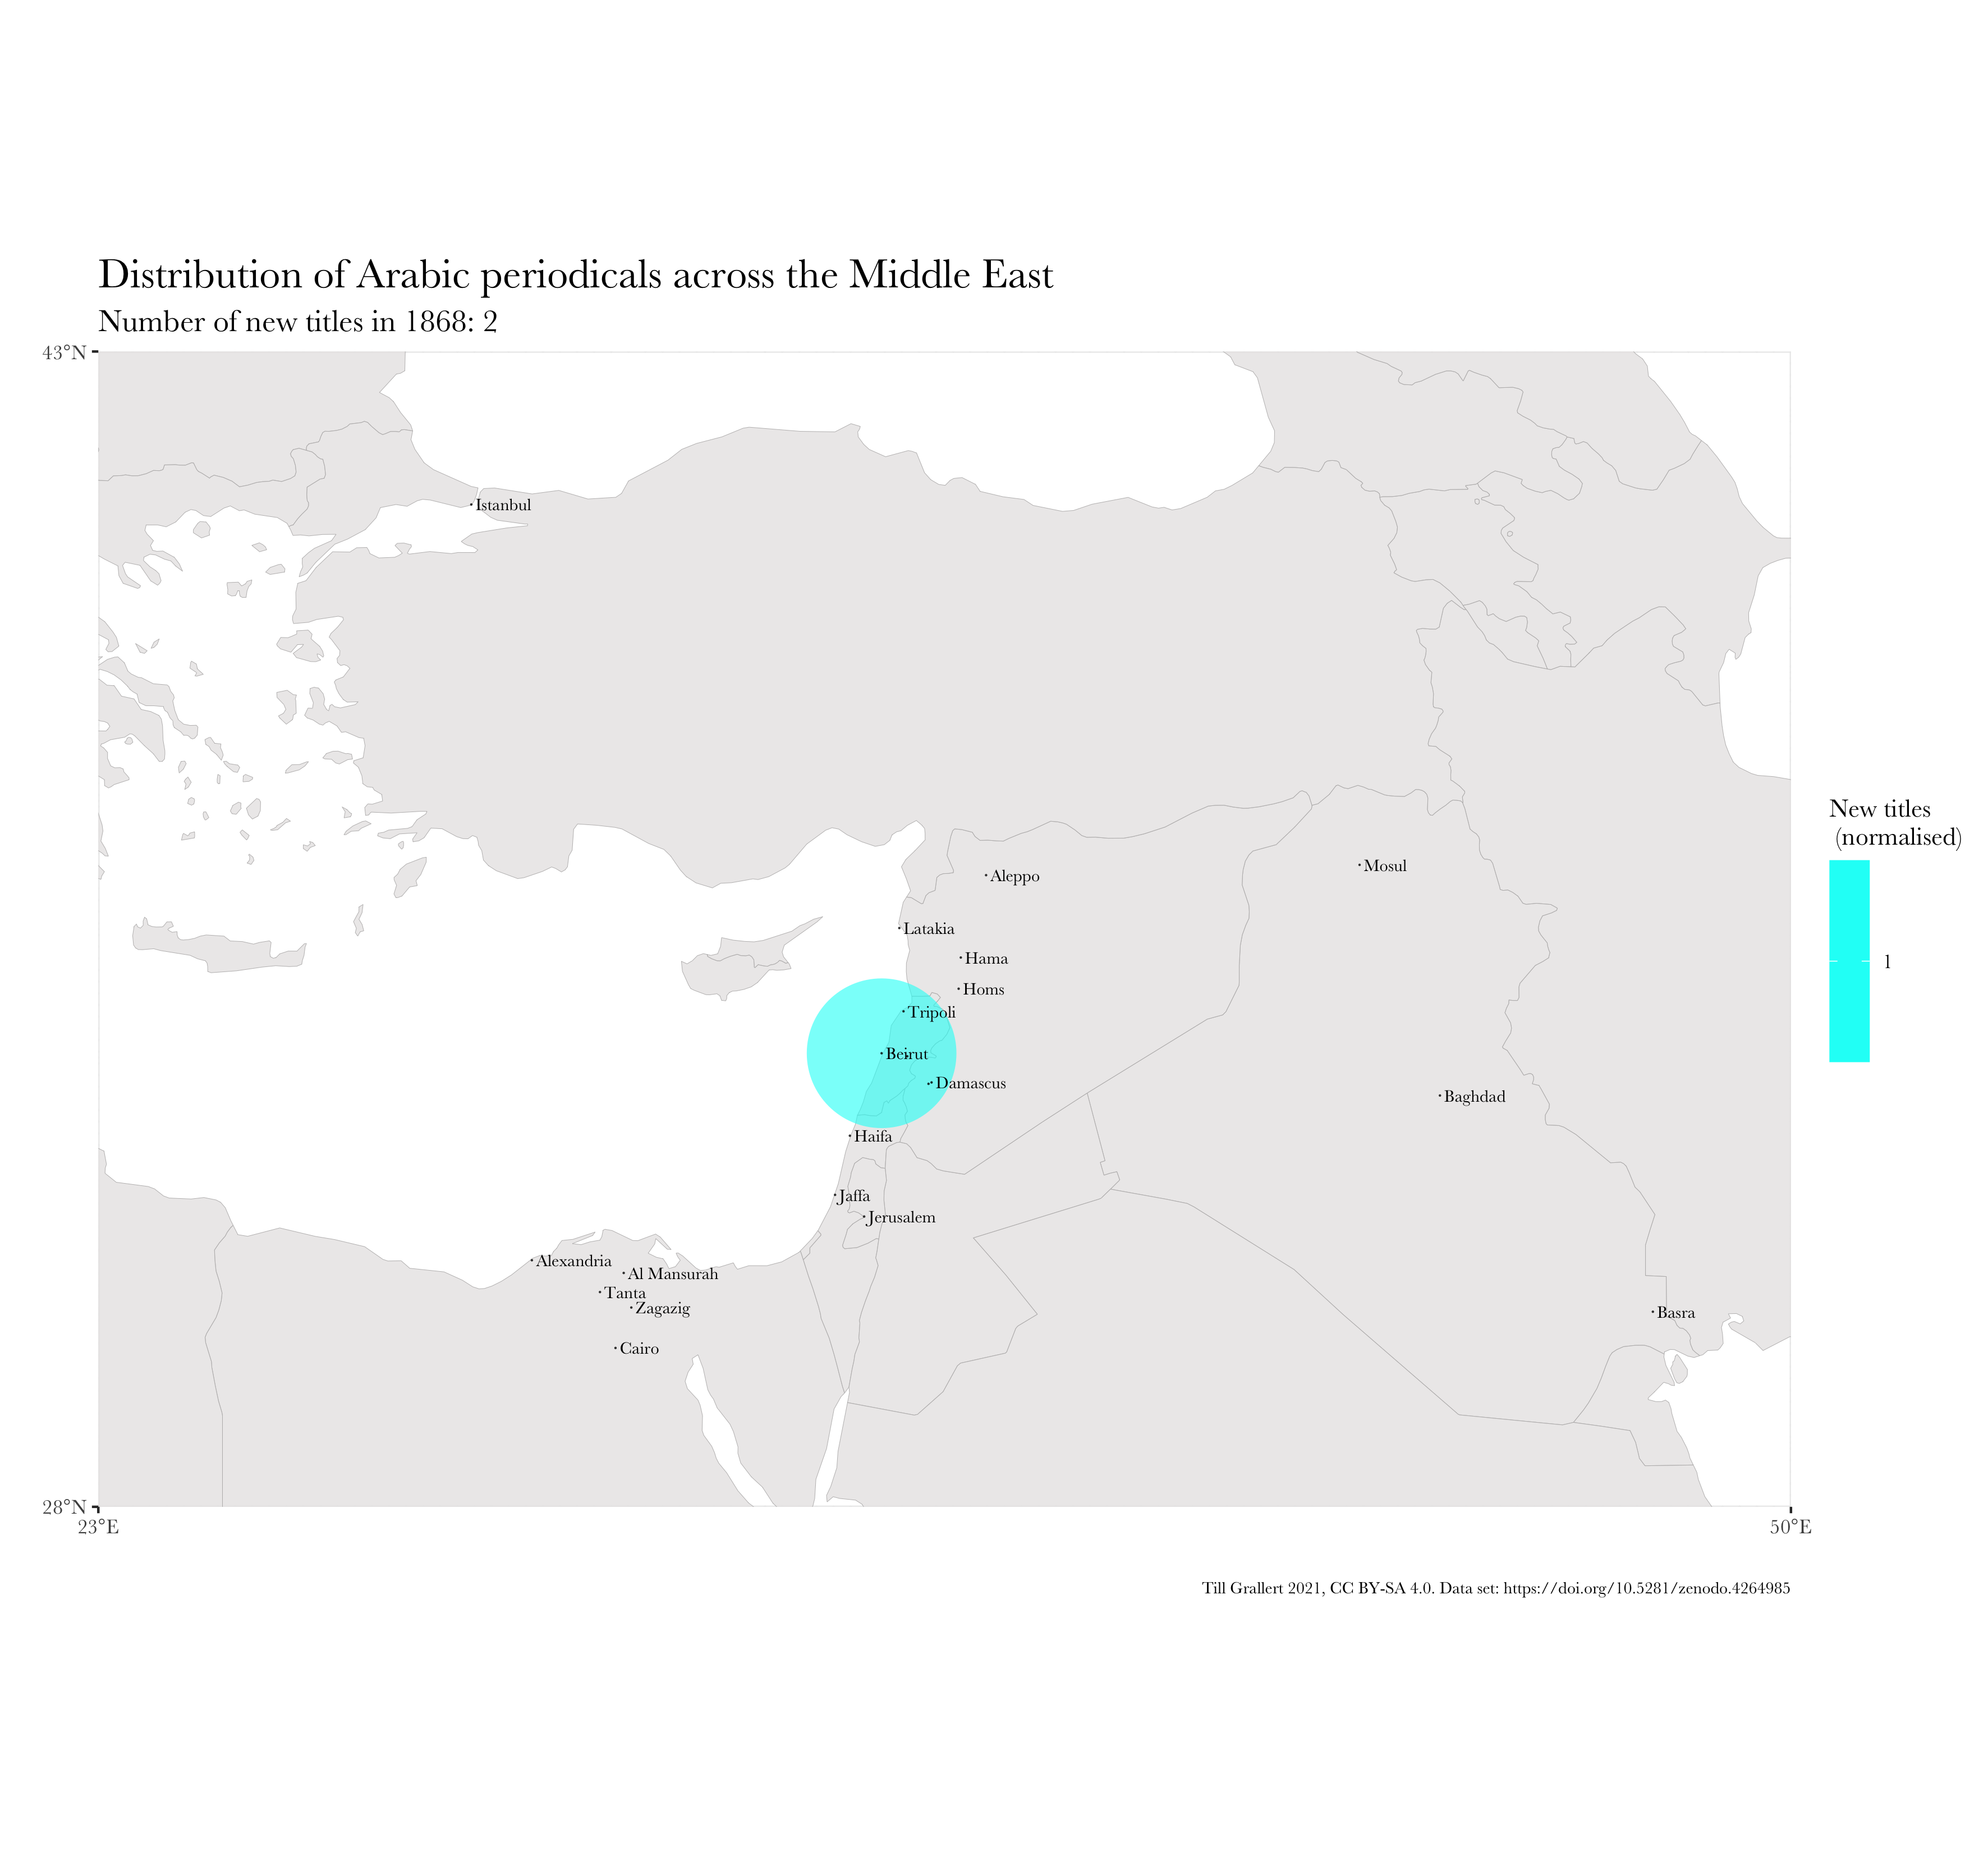 Distribution of Arabic periodicals across the Middle East
Number of new titles in 1868: 2
43°N
Istanbul
New titles
(normalised)
Mosul
Aleppo
Latakia
Hama
1
Homs
Tripoli
Beirut
Damascus
Baghdad
Haifa
Jaffa
Jerusalem
Alexandria
Al Mansurah
Tanta
Zagazig
Basra
Cairo
28°N
23°E
50°E
Till Grallert 2021, CC BY-SA 4.0. Data set: https://doi.org/10.5281/zenodo.4264985